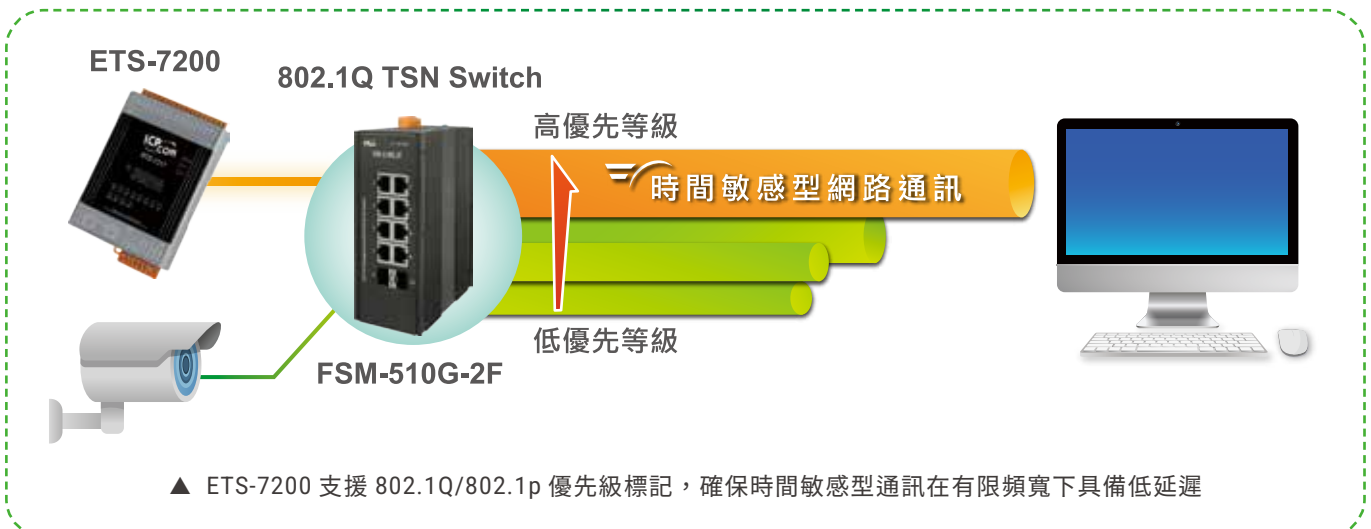 ETS-7200
802.1Q TSN Switch
高優先等級
時間敏感型網路通訊
低優先等級
FSM-510G-2F
▲ ETS-7200 支援 802.1Q/802.1p 優先級標記，確保時間敏感型通訊在有限頻寬下具備低延遲